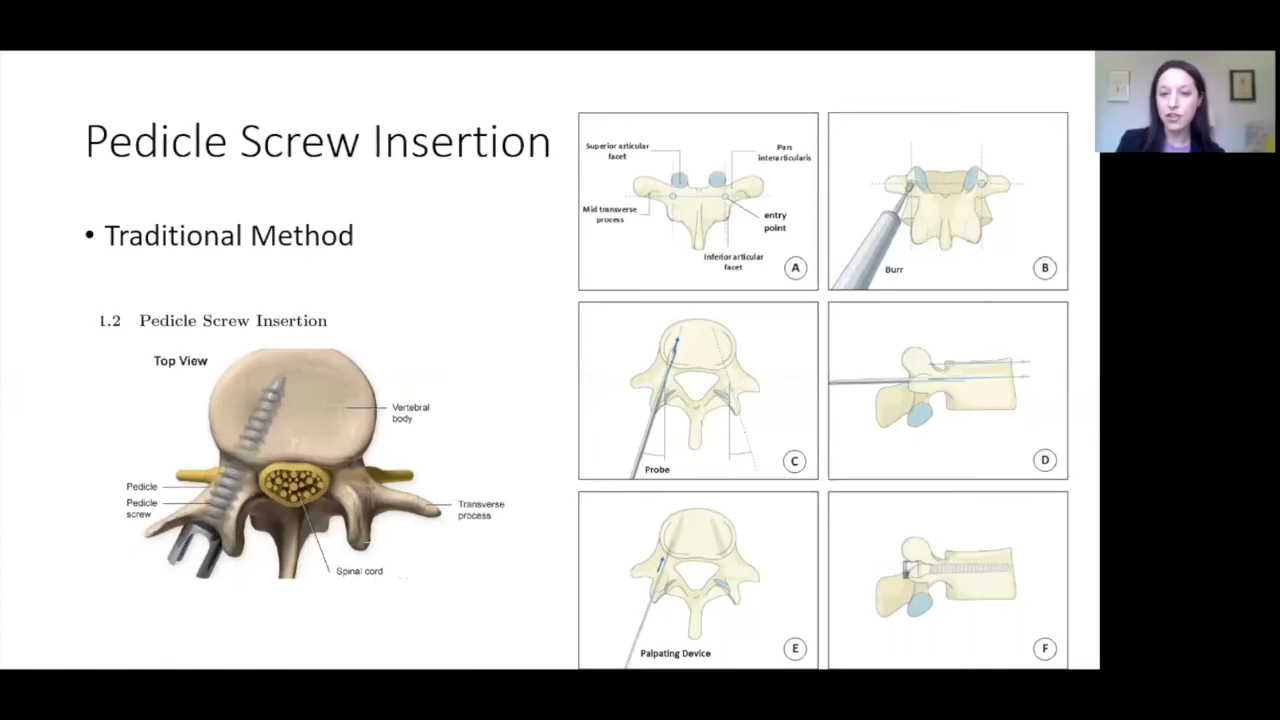 Pedicle Screw Insertion
• Traditional Method
1.2 Pedicle Screw Insertion
Top View
Vertebral
body
Pedicle
Pedicle
screw
Transverse
process
Spinal cord
Superior articular
facet
Pars
interarticularis
Mid transverse
process
entry
point
Inferior articular
facet
A
Burr
B
Probe
C
D
Palpating Device
E
F